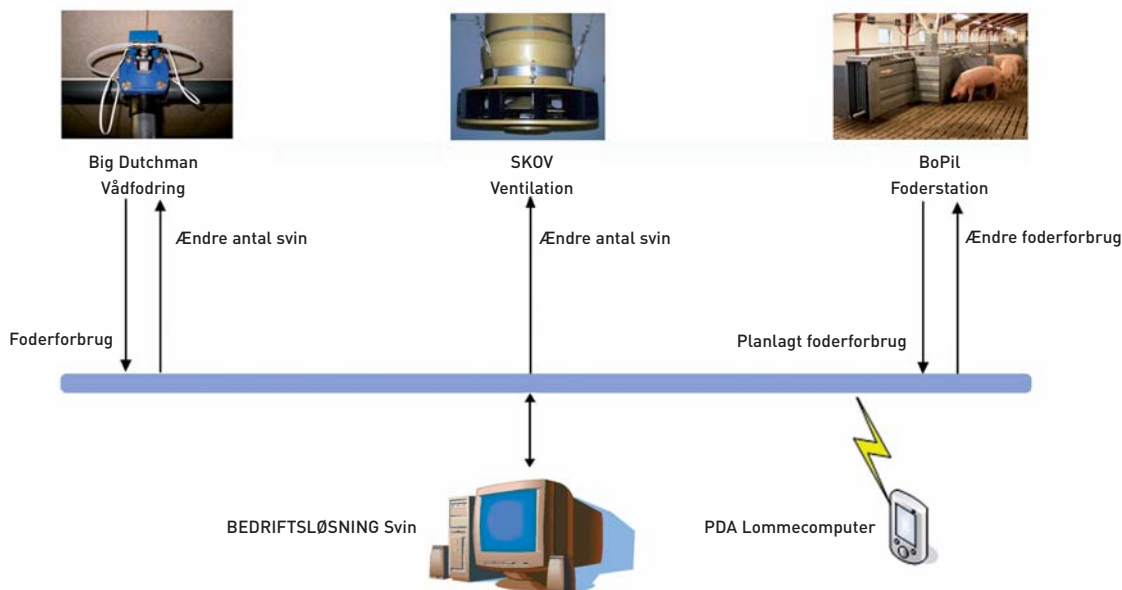 Big Dutchman
Vådfodring
SKOV
Ventilation
BoPil
Foderstation
Ændre antal svin
Ændre antal svin
Ændre foderforbrug
Foderforbrug
Planlagt foderforbrug
BEDRIFTSLØSNING Svin
PDA Lommecomputer